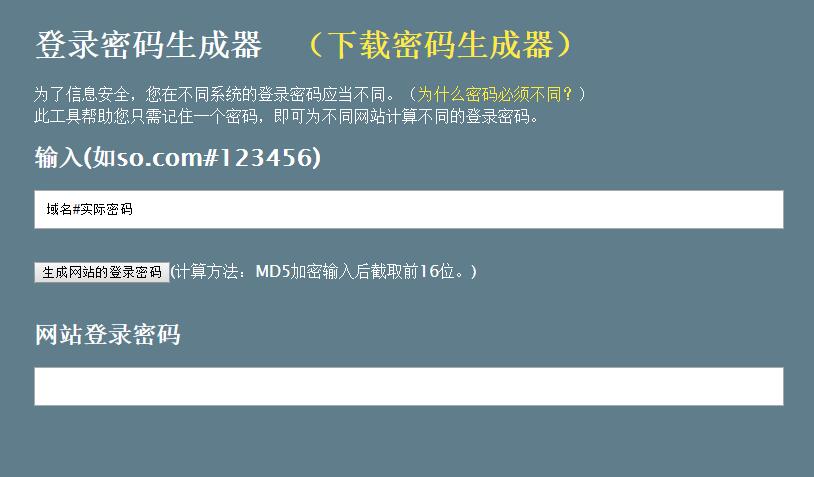 登录密码生成器 （下载密码生成器）
为了信息安全，您在不同系统的登录密码应当不同。（为什么密码必须不同？）
此工具帮助您只需记住一个密码，即可为不同网站计算不同的登录密码。
输入(如so.com#123456)
域名#实际密码
生成网站的登录密码(计算方法：MD5加密输入后截取前16位。)
网站登录密码